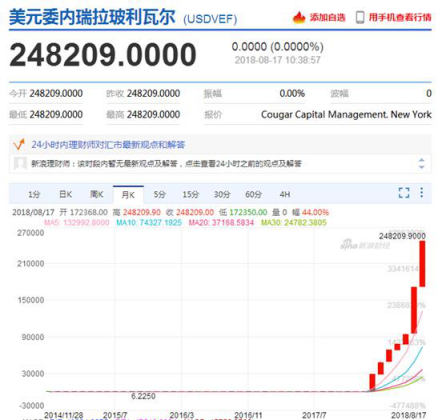 美元委内瑞拉玻利瓦尔 (USDVEF) 添加自选 用手机查看行情
248209.0000 0.0000 (0.0000%)
2018-08-17 10:38:57
今开 248209.0000 昨收 248209.0000 振幅 0.00% 波幅 0
最低 248209.0000 最高 248209.0000 报价 Cougar Capital Management, New York
24小时内理财师对汇市最新观点和解答
新浪理财师：该时段内暂无最新观点及解答，点击查看24小时之前的观点及解答
1分 日K 周K 月K 5分 15分 30分 60分 4H
2018/08/17 开 172368.00 高 248209.90 收 248209.00 低 172350.00 量 0 幅 44.00%
MA5: 132992.8000 MA10: 74327.1925 MA20: 37168.5834 MA30: 24782.3805
270000 248209.9000
sina 新浪财经
210000
150000
90000
30000
6.2250
-30000 -477488%
2014/11/28 2015/7 2016/3 2016/11 2017/7 2018/8/17